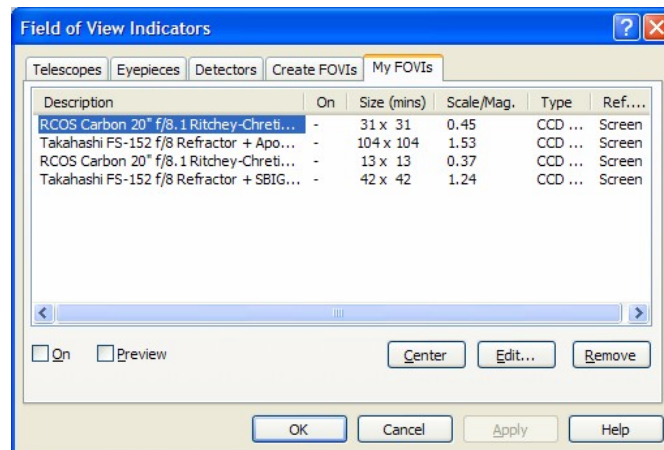 Field of View Indicators
Telescopes Eyepieces Detectors Create FOVIs My FOVIs
Description On Size (mins) Scale/Mag. Type Ref....
RCOS Carbon 20" f/8.1 Ritchey-Chreti... - 31 x 31 0.45 CCD ... Screen
Takahashi FS-152 f/8 Refractor + Apo... - 104 x 104 1.53 CCD ... Screen
RCOS Carbon 20" f/8.1 Ritchey-Chreti... - 13 x 13 0.37 CCD ... Screen
Takahashi FS-152 f/8 Refractor + SBIG... - 42 x 42 1.24 CCD ... Screen
On Preview Center Edit... Remove
OK Cancel Apply Help